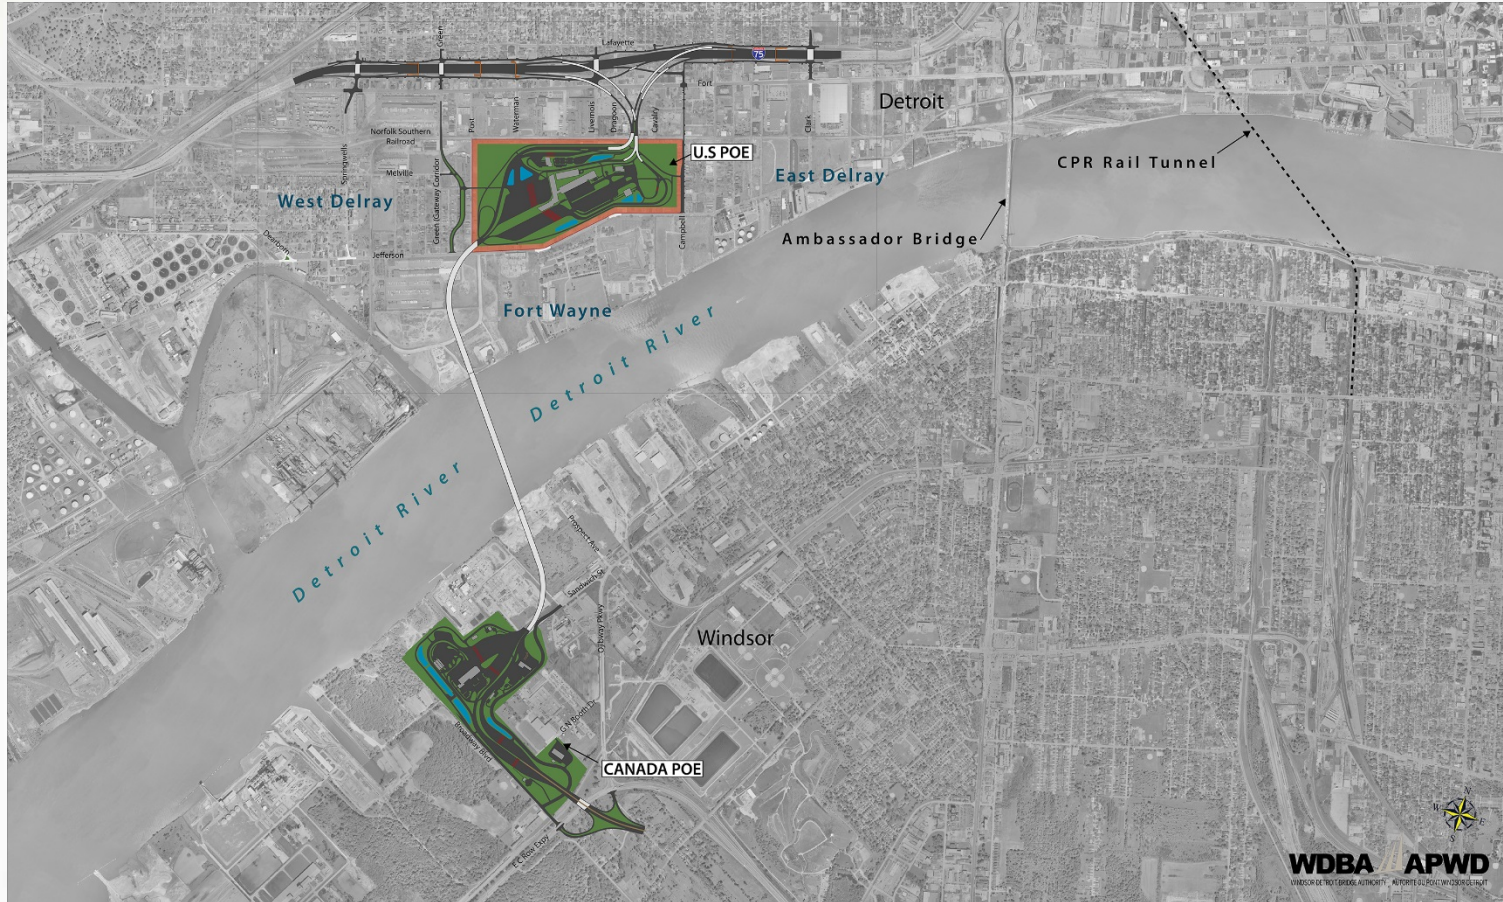 Green
Lafayette
75
Fort
Detroit
Rust
Waterman
Livernois
Dragoon
Cavalry
Clark
Norfolk Southern
Railroad
Springwells
Melville
Green (Gateway Corridor)
U.S POE
CPR Rail Tunnel
West Delray
East Delray
Ambassador Bridge
Dearborn
Jefferson
Campbell
Fort Wayne
Detroit River
Detroit River
Prospect Ave
Sandwich St
Ojibway Pkwy
Windsor
G N Booth Dr
Broadway Blvd
CANADA POE
E C Row Expy
N
W
E
S
WDBA APWD
WINDSOR-DETROIT BRIDGE AUTHORITY AUTORITÉ DU PONT WINDSOR-DETROIT